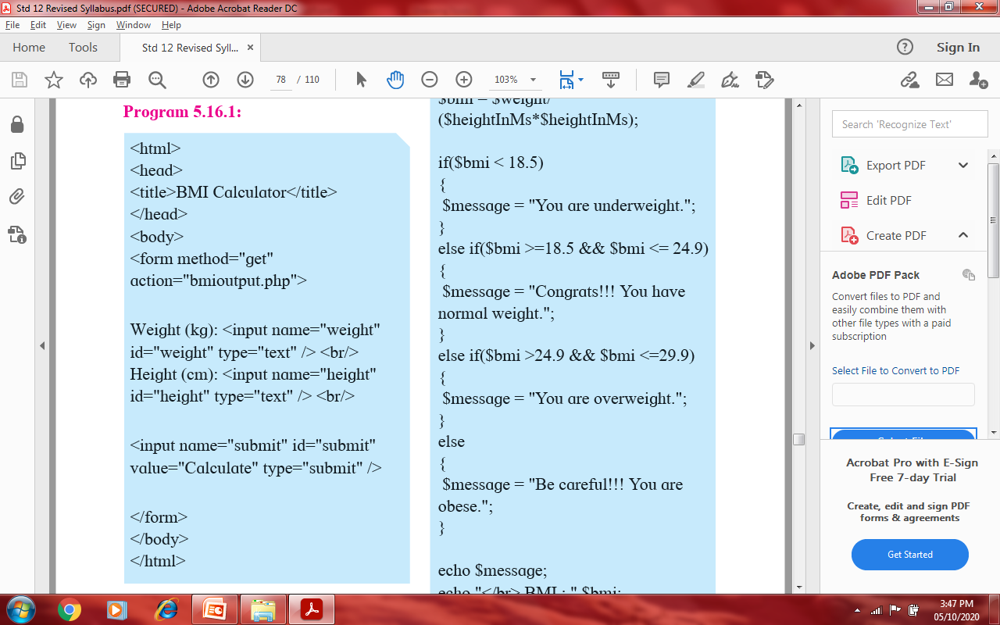 Std 12 Revised Syllabus.pdf (SECURED) - Adobe Acrobat Reader DC
File Edit View Sign Window Help
Home Tools Std 12 Revised Syll... × ? Sign In
78 / 110 103%
Program 5.16.1:
<html>
<head>
<title>BMI Calculator</title>
</head>
<body>
<form method="get"
action="bmioutput.php">
Weight (kg): <input name="weight"
id="weight" type="text" /> <br/>
Height (cm): <input name="height"
id="height" type="text" /> <br/>
<input name="submit" id="submit"
value="Calculate" type="submit" />
</form>
</body>
</html>
$bmi = $weight/
($heightInMs*$heightInMs);
if($bmi < 18.5)
{
$message = "You are underweight.";
}
else if($bmi >=18.5 && $bmi <= 24.9)
{
$message = "Congrats!!! You have
normal weight.";
}
else if($bmi >24.9 && $bmi <=29.9)
{
$message = "You are overweight.";
}
else
{
$message = "Be careful!!! You are
obese.";
}
echo $message;
echo "</br> BMI : ".$bmi;
Search 'Recognize Text'
Export PDF
Edit PDF
Create PDF
Adobe PDF Pack
Convert files to PDF and
easily combine them with
other file types with a paid
subscription
Select File to Convert to PDF
Select File
Acrobat Pro with E-Sign
Free 7-day Trial
Create, edit and sign PDF
forms & agreements
Get Started
3:47 PM
05/10/2020